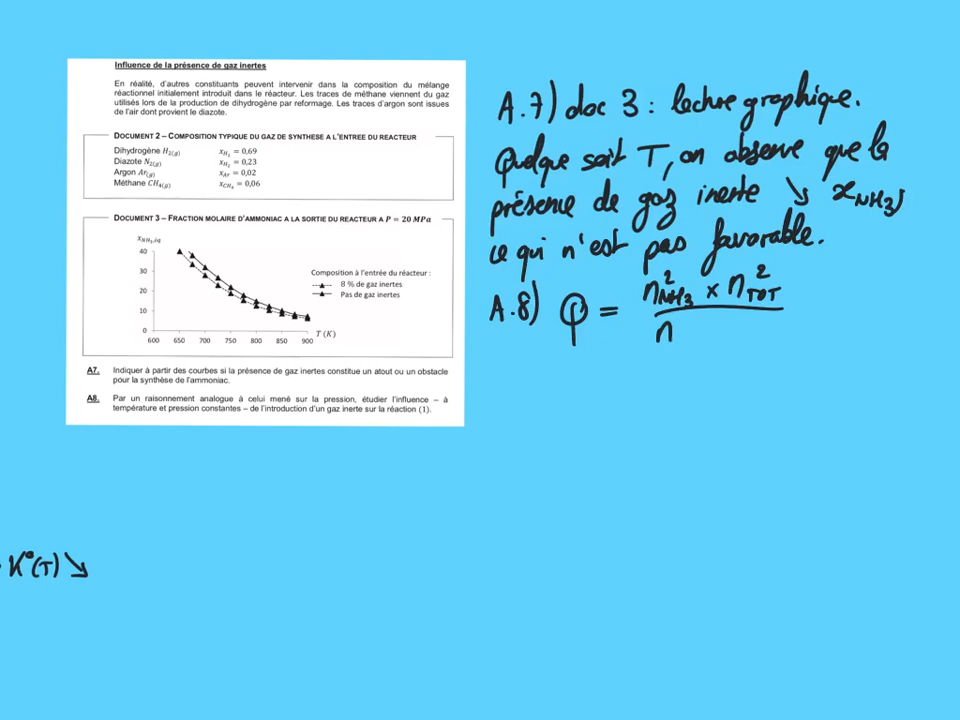 Influence de la présence de gaz inertes
En réalité, d'autres constituants peuvent intervenir dans la composition du mélange
réactionnel initialement introduit dans le réacteur. Les traces de méthane viennent du gaz
utilisés lors de la production de dihydrogène par reformage. Les traces d'argon sont issues
de l'air dont provient le diazote.
DOCUMENT 2 – COMPOSITION TYPIQUE DU GAZ DE SYNTHESE A L'ENTREE DU REACTEUR
Dihydrogène H₂(g) x_H₂ = 0,69
Diazote N₂(g) x_H₂ = 0,23
Argon Ar(g) x_Ar = 0,02
Méthane CH₄(g) x_CH₄ = 0,06
DOCUMENT 3 – FRACTION MOLAIRE D'AMMONIAC A LA SORTIE DU REACTEUR A P = 20 MPa
x_NH₃,éq
40
30
20
10
0
600 650 700 750 800 850 900
T (K)
Composition à l'entrée du réacteur :
8 % de gaz inertes
Pas de gaz inertes
A7. Indiquer à partir des courbes si la présence de gaz inertes constitue un atout ou un obstacle
pour la synthèse de l'ammoniac.
A8. Par un raisonnement analogue à celui mené sur la pression, étudier l'influence – à
température et pression constantes – de l'introduction d'un gaz inerte sur la réaction (1).
A.7) doc 3 : lecture graphique.
Quelque soit T, on observe que la
présence de gaz inerte ↘ x_NH3,
ce qui n'est pas favorable.
A.8) Q = n_NH3² × n_TOT²
n
K°(T) ↘